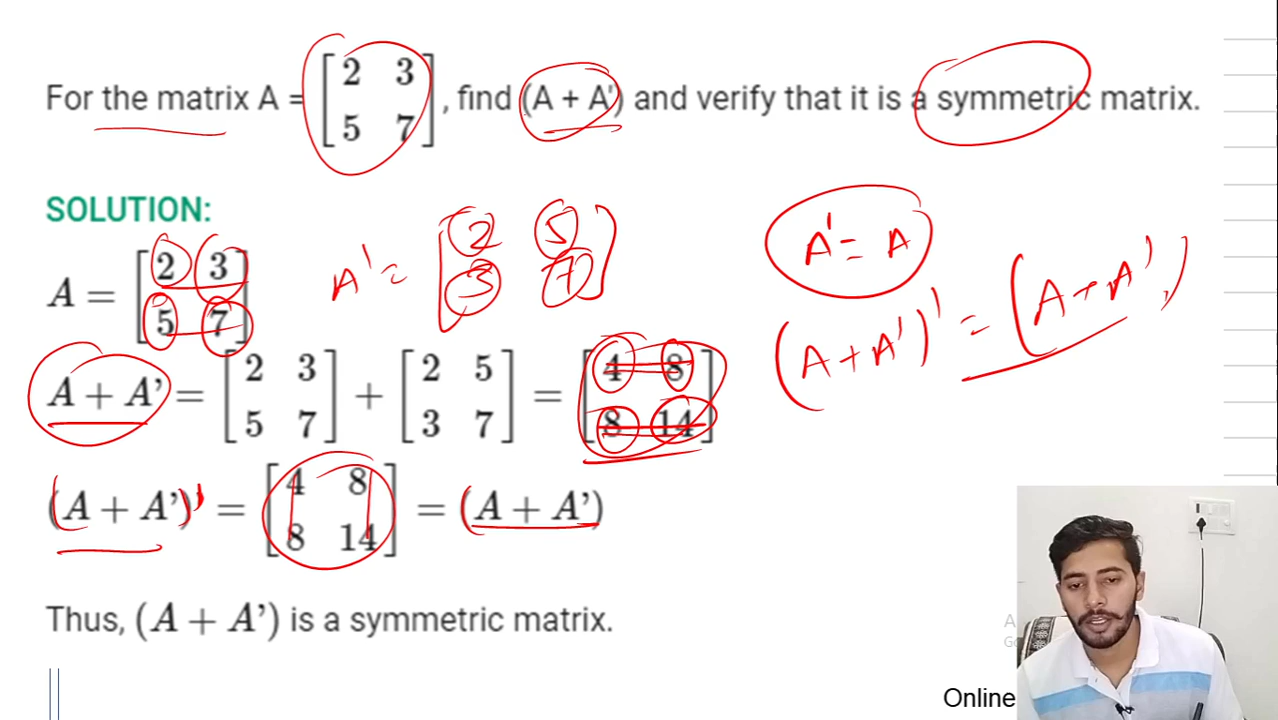 For the matrix A = [2 3 5 7], find (A + A') and verify that it is a symmetric matrix.
SOLUTION:
A = [2 3 5 7]
A' = [2 5 3 7]
A' = A
(A + A')' = (A + A')
A + A' = [2 3 5 7] + [2 5 3 7] = [4 8 8 14]
(A + A')' = [4 8 8 14] = (A + A')
Thus, (A + A') is a symmetric matrix.
Online